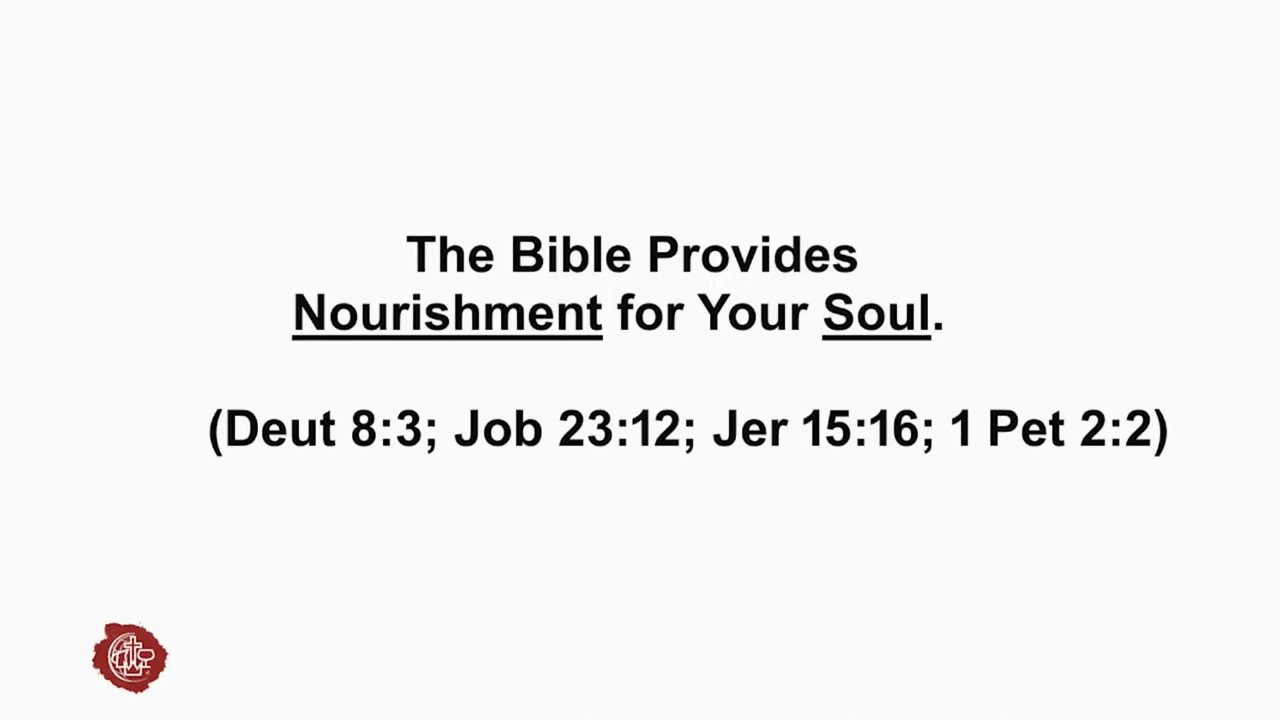 The Bible Provides
Nourishment for Your Soul.
(Deut 8:3; Job 23:12; Jer 15:16; 1 Pet 2:2)